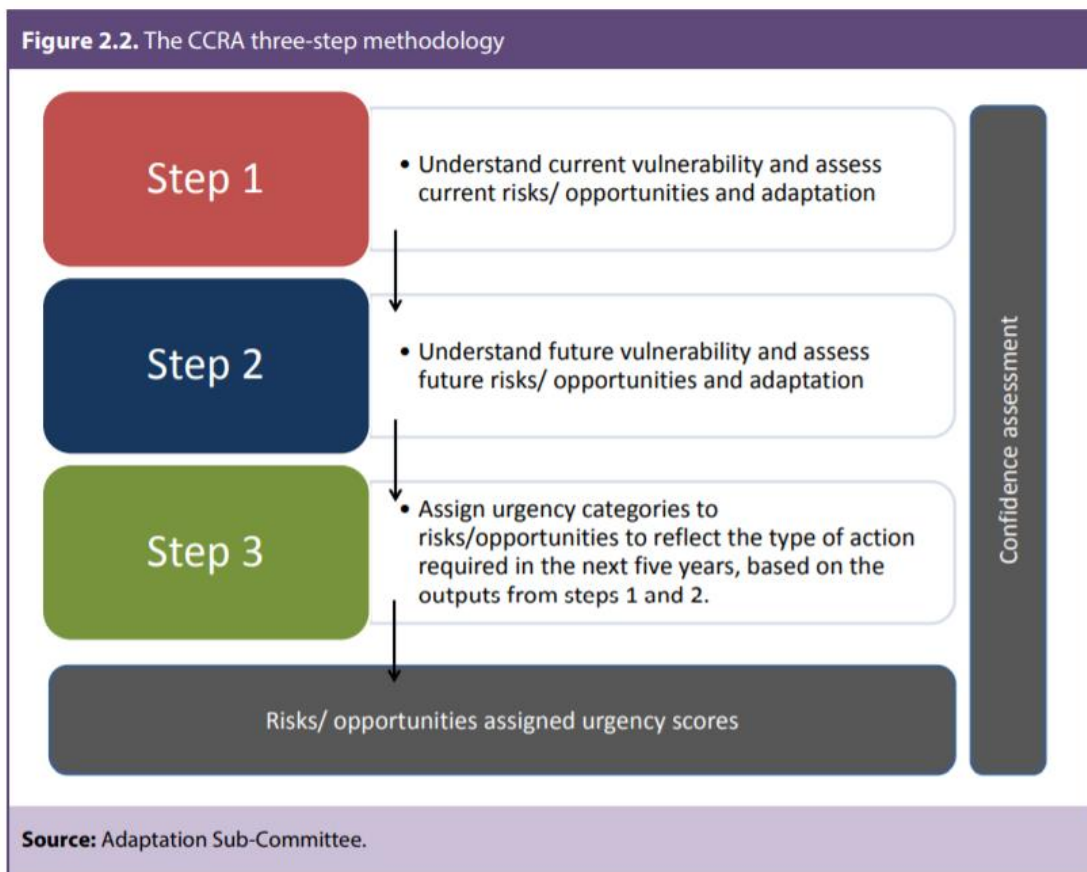 Figure 2.2. The CCRA three-step methodology
Step 1
• Understand current vulnerability and assess
current risks/ opportunities and adaptation
Step 2
• Understand future vulnerability and assess
future risks/ opportunities and adaptation
Step 3
• Assign urgency categories to
risks/opportunities to reflect the type of action
required in the next five years, based on the
outputs from steps 1 and 2.
Risks/ opportunities assigned urgency scores
Confidence assessment
Source: Adaptation Sub-Committee.